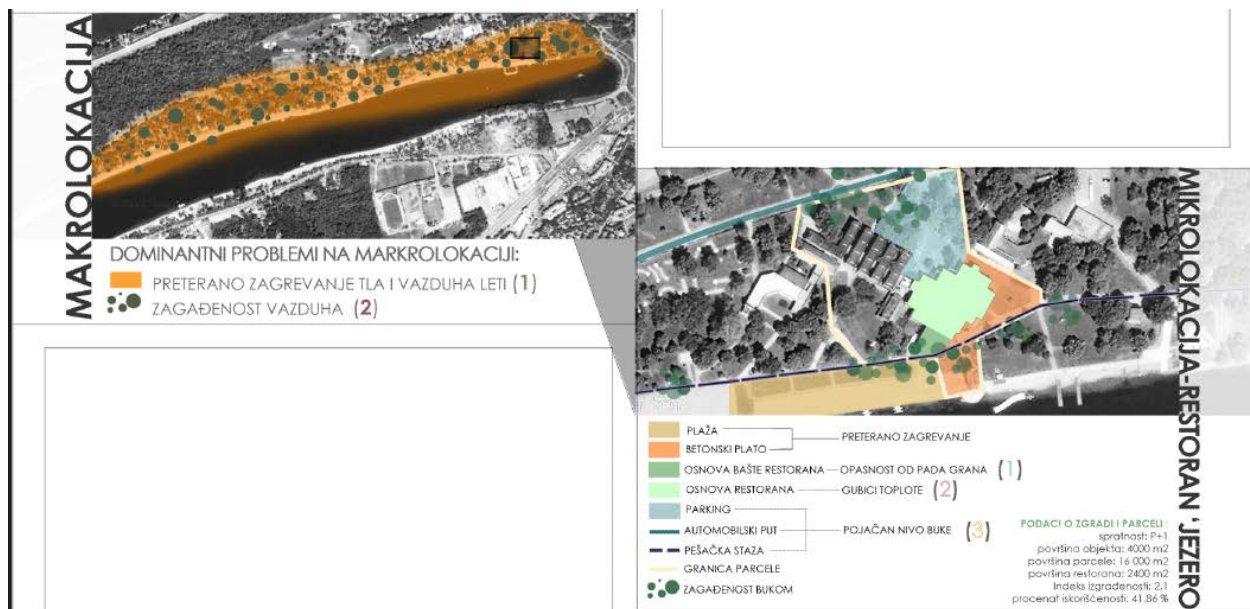 MAKROLOKACIJA
DOMINANTNI PROBLEMI NA MARKROLOKACIJI:
PRETERANO ZAGREVANJE TLA I VAZDUHA LETI (1)
ZAGAĐENOST VAZDUHA (2)
MIKROLOKACIJA-RESTORAN 'JEZERO
PLAŽA
BETONSKI PLATO
PRETERANO ZAGREVANJE
OSNOVA BAŠTE RESTORANA OPASNOST OD PADA GRANA (1)
OSNOVA RESTORANA GUBICI TOPLOTE (2)
PARKING
AUTOMOBILSKI PUT POJAČAN NIVO BUKE (3)
PEŠAČKA STAZA
GRANICA PARCELE
ZAGAĐENOST BUKOM
PODACI O ZGRADI I PARCELI :
spratnost: P+1
površina objekta: 4000 m2
površina parcele: 16 000 m2
površina restorana: 2400 m2
Indeks izgrađenosti: 2,1
procenat iskorišćenosti: 41,86 %